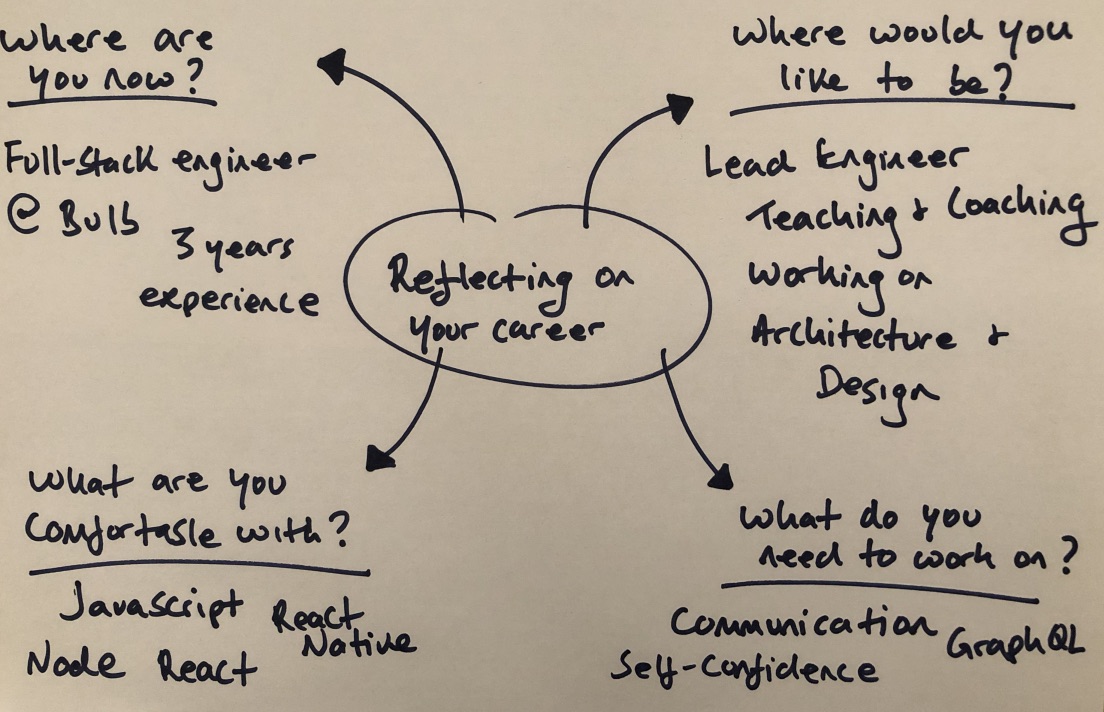 Where are
you now?
Full-Stack engineer
@ Bulb
3 years
experience
Where would you
like to be?
Lead Engineer
Teaching & Coaching
Working on
Architecture &
Design
Reflecting on
your career
What are you
Comfortable with?
Javascript
React
Native
Node React
What do you
need to work on?
Communication
GraphQL
Self-Confidence